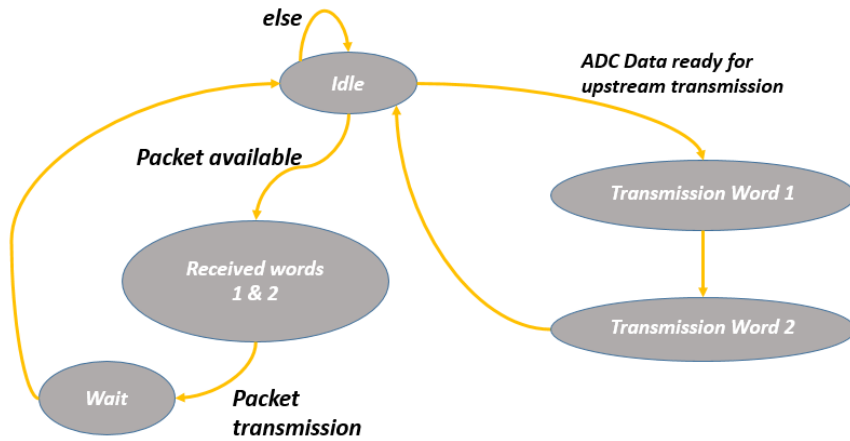 else
Idle
ADC Data ready for
upstream transmission
Packet available
Transmission Word 1
Received words
1 & 2
Transmission Word 2
Wait
Packet
transmission